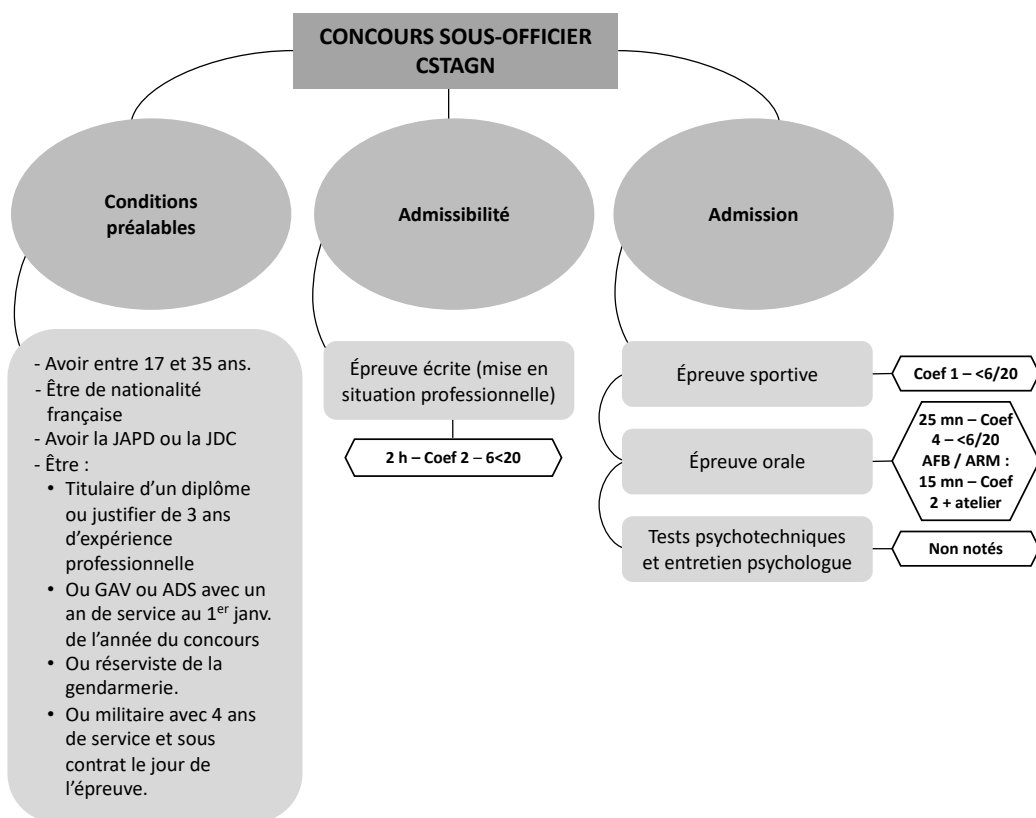 CONCOURS SOUS-OFFICIER
CSTAGN
Conditions
préalables
Admissibilité
Admission
- Avoir entre 17 et 35 ans.
- Être de nationalité
française
- Avoir la JAPD ou la JDC
- Être :
• Titulaire d’un diplôme
ou justifier de 3 ans
d’expérience
professionnelle
• Ou GAV ou ADS avec un
an de service au 1er janv.
de l’année du concours
• Ou réserviste de la
gendarmerie.
• Ou militaire avec 4 ans
de service et sous
contrat le jour de
l’épreuve.
Épreuve écrite (mise en
situation professionnelle)
2 h – Coef 2 – 6<20
Épreuve sportive
Coef 1 – <6/20
Épreuve orale
25 mn – Coef
4 – <6/20
AFB / ARM :
15 mn – Coef
2 + atelier
Tests psychotechniques
et entretien psychologue
Non notés